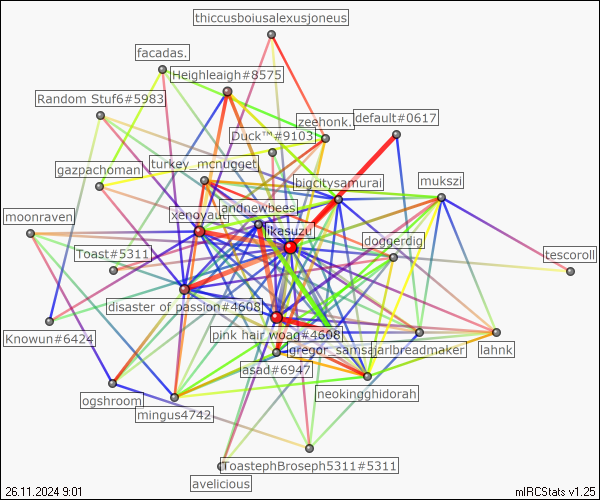 thiccusboiusalexusjoneus
facadas.
Heighleaigh#8575
Random Stuf6#5983
zeehonk.
default#0617
Duck™#9103
turkey_mcnugget
gazpachoman
bigcitysamurai
mukszi
andnewbees
xenoyaut
moonraven
likasuzu
doggerdig
Toast#5311
tescoroll
disaster of passion#4608
pink hair woag#4608
Knowun#6424
gregor_samsa
jarlbreadmaker
lahnk
asad#6947
neokingghidorah
ogshroom
mingus4742
ToastephBroseph5311#5311
avelicious
26.11.2024 9:01
mIRCStats v1.25